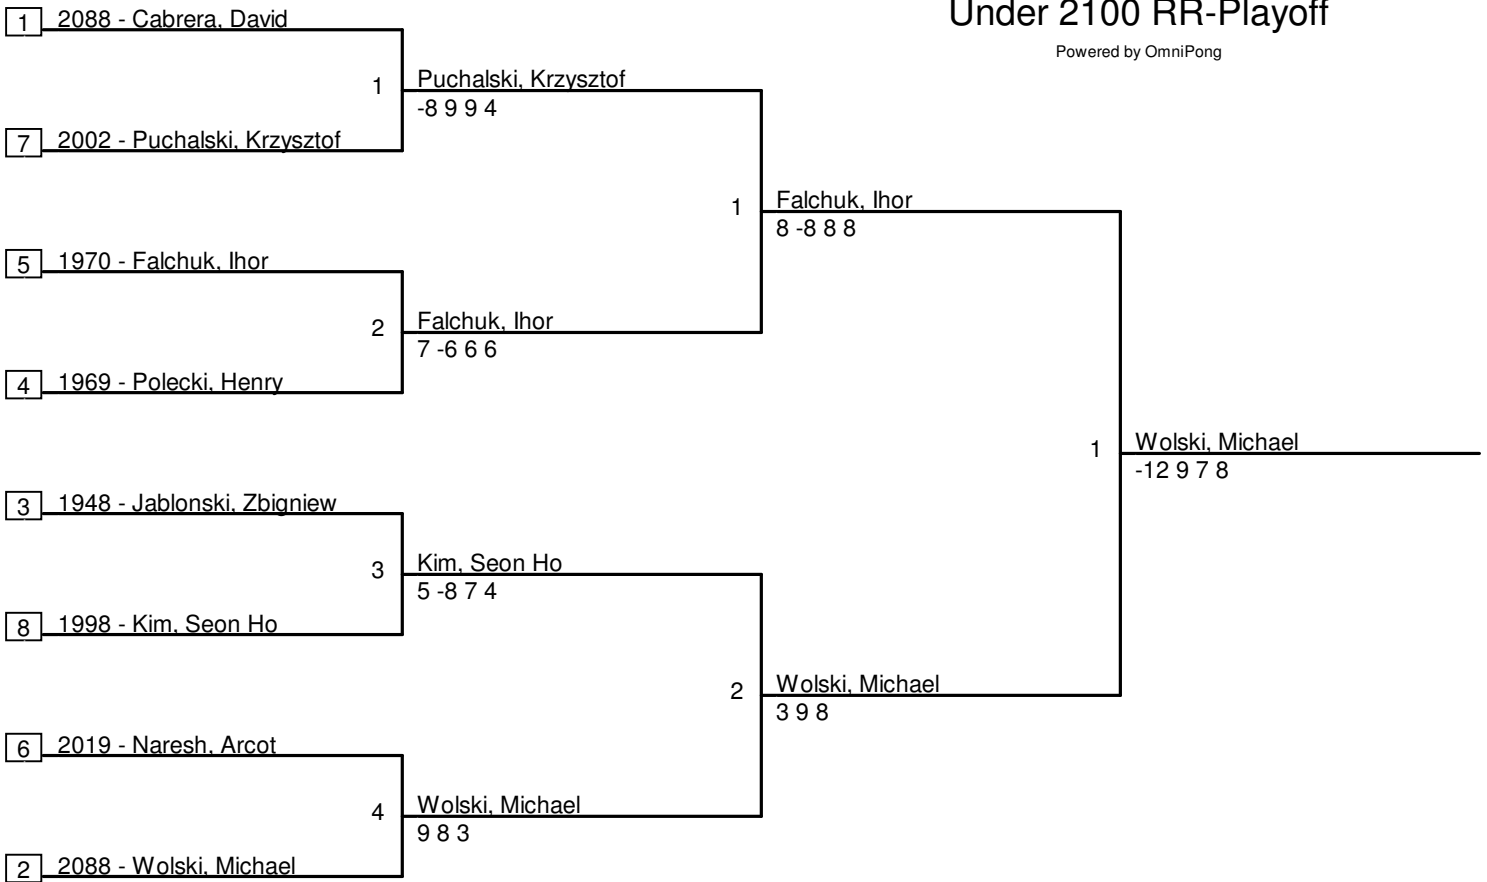 Under 2100 RR-Playoff
Powered by OmniPong
1 2088 - Cabrera, David
1 Puchalski, Krzysztof
-8 9 9 4
7 2002 - Puchalski, Krzysztof
1 Falchuk, Ihor
8 -8 8 8
5 1970 - Falchuk, Ihor
2 Falchuk, Ihor
7 -6 6 6
4 1969 - Polecki, Henry
1 Wolski, Michael
-12 9 7 8
3 1948 - Jablonski, Zbigniew
3 Kim, Seon Ho
5 -8 7 4
8 1998 - Kim, Seon Ho
2 Wolski, Michael
3 9 8
6 2019 - Naresh, Arcot
4 Wolski, Michael
9 8 3
2 2088 - Wolski, Michael